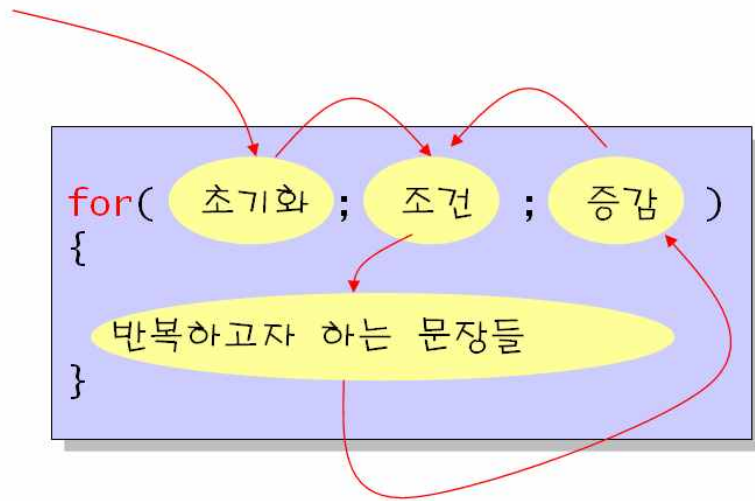 for( 초기화 ; 조건 ; 증감 )
{
반복하고자 하는 문장들
}